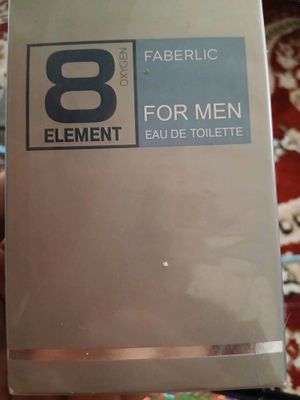 8
OXYGEN
ELEMENT
FABERLIC
FOR MEN
EAU DE TOILETTE